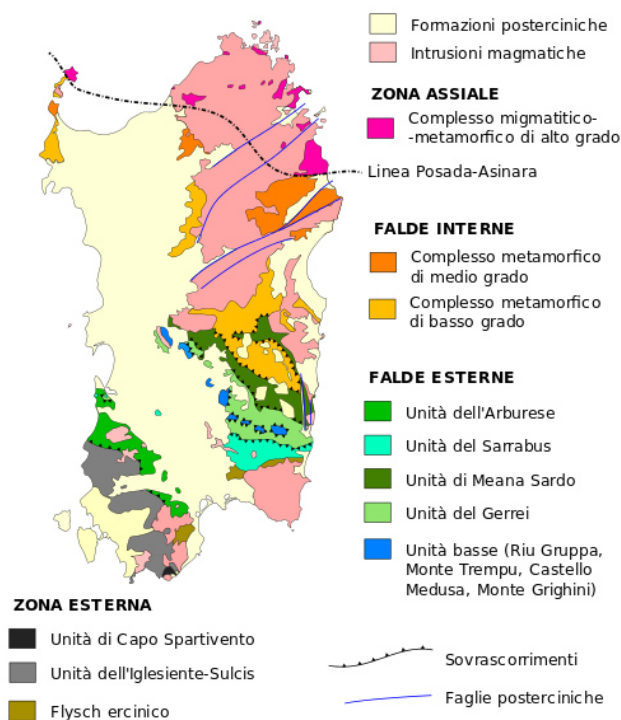 Formazioni posterciniche
Intrusioni magmatiche
ZONA ASSIALE
Complesso migmatitico-
-metamorfico di alto grado
Linea Posada-Asinara
FALDE INTERNE
Complesso metamorfico
di medio grado
Complesso metamorfico
di basso grado
FALDE ESTERNE
Unità dell'Arburese
Unità del Sarrabus
Unità di Meana Sardo
Unità del Gerrei
Unità basse (Riu Gruppa,
Monte Trempu, Castello
Medusa, Monte Grighini)
ZONA ESTERNA
Unità di Capo Spartivento
Unità dell'Iglesiente-Sulcis
Flysch ercinico
Sovrascorrimenti
Faglie posterciniche